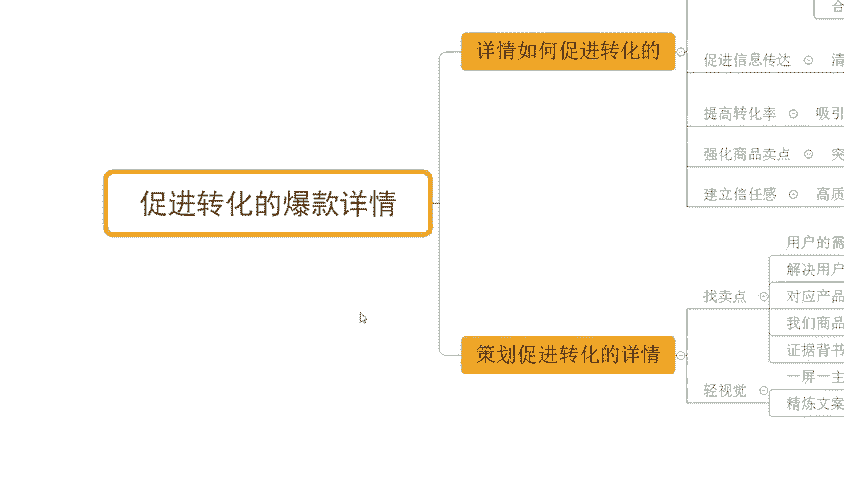 合
详情如何促进转化的
促进信息传达 清
提高转化率 吸引
强化商品卖点 突
建立信任感 高质
促进转化的爆款详情
用户的需
解决用户
找卖点 对应产品
我们商品
证据背书
策划促进转化的详情
一屏一主
轻视觉
精炼文案